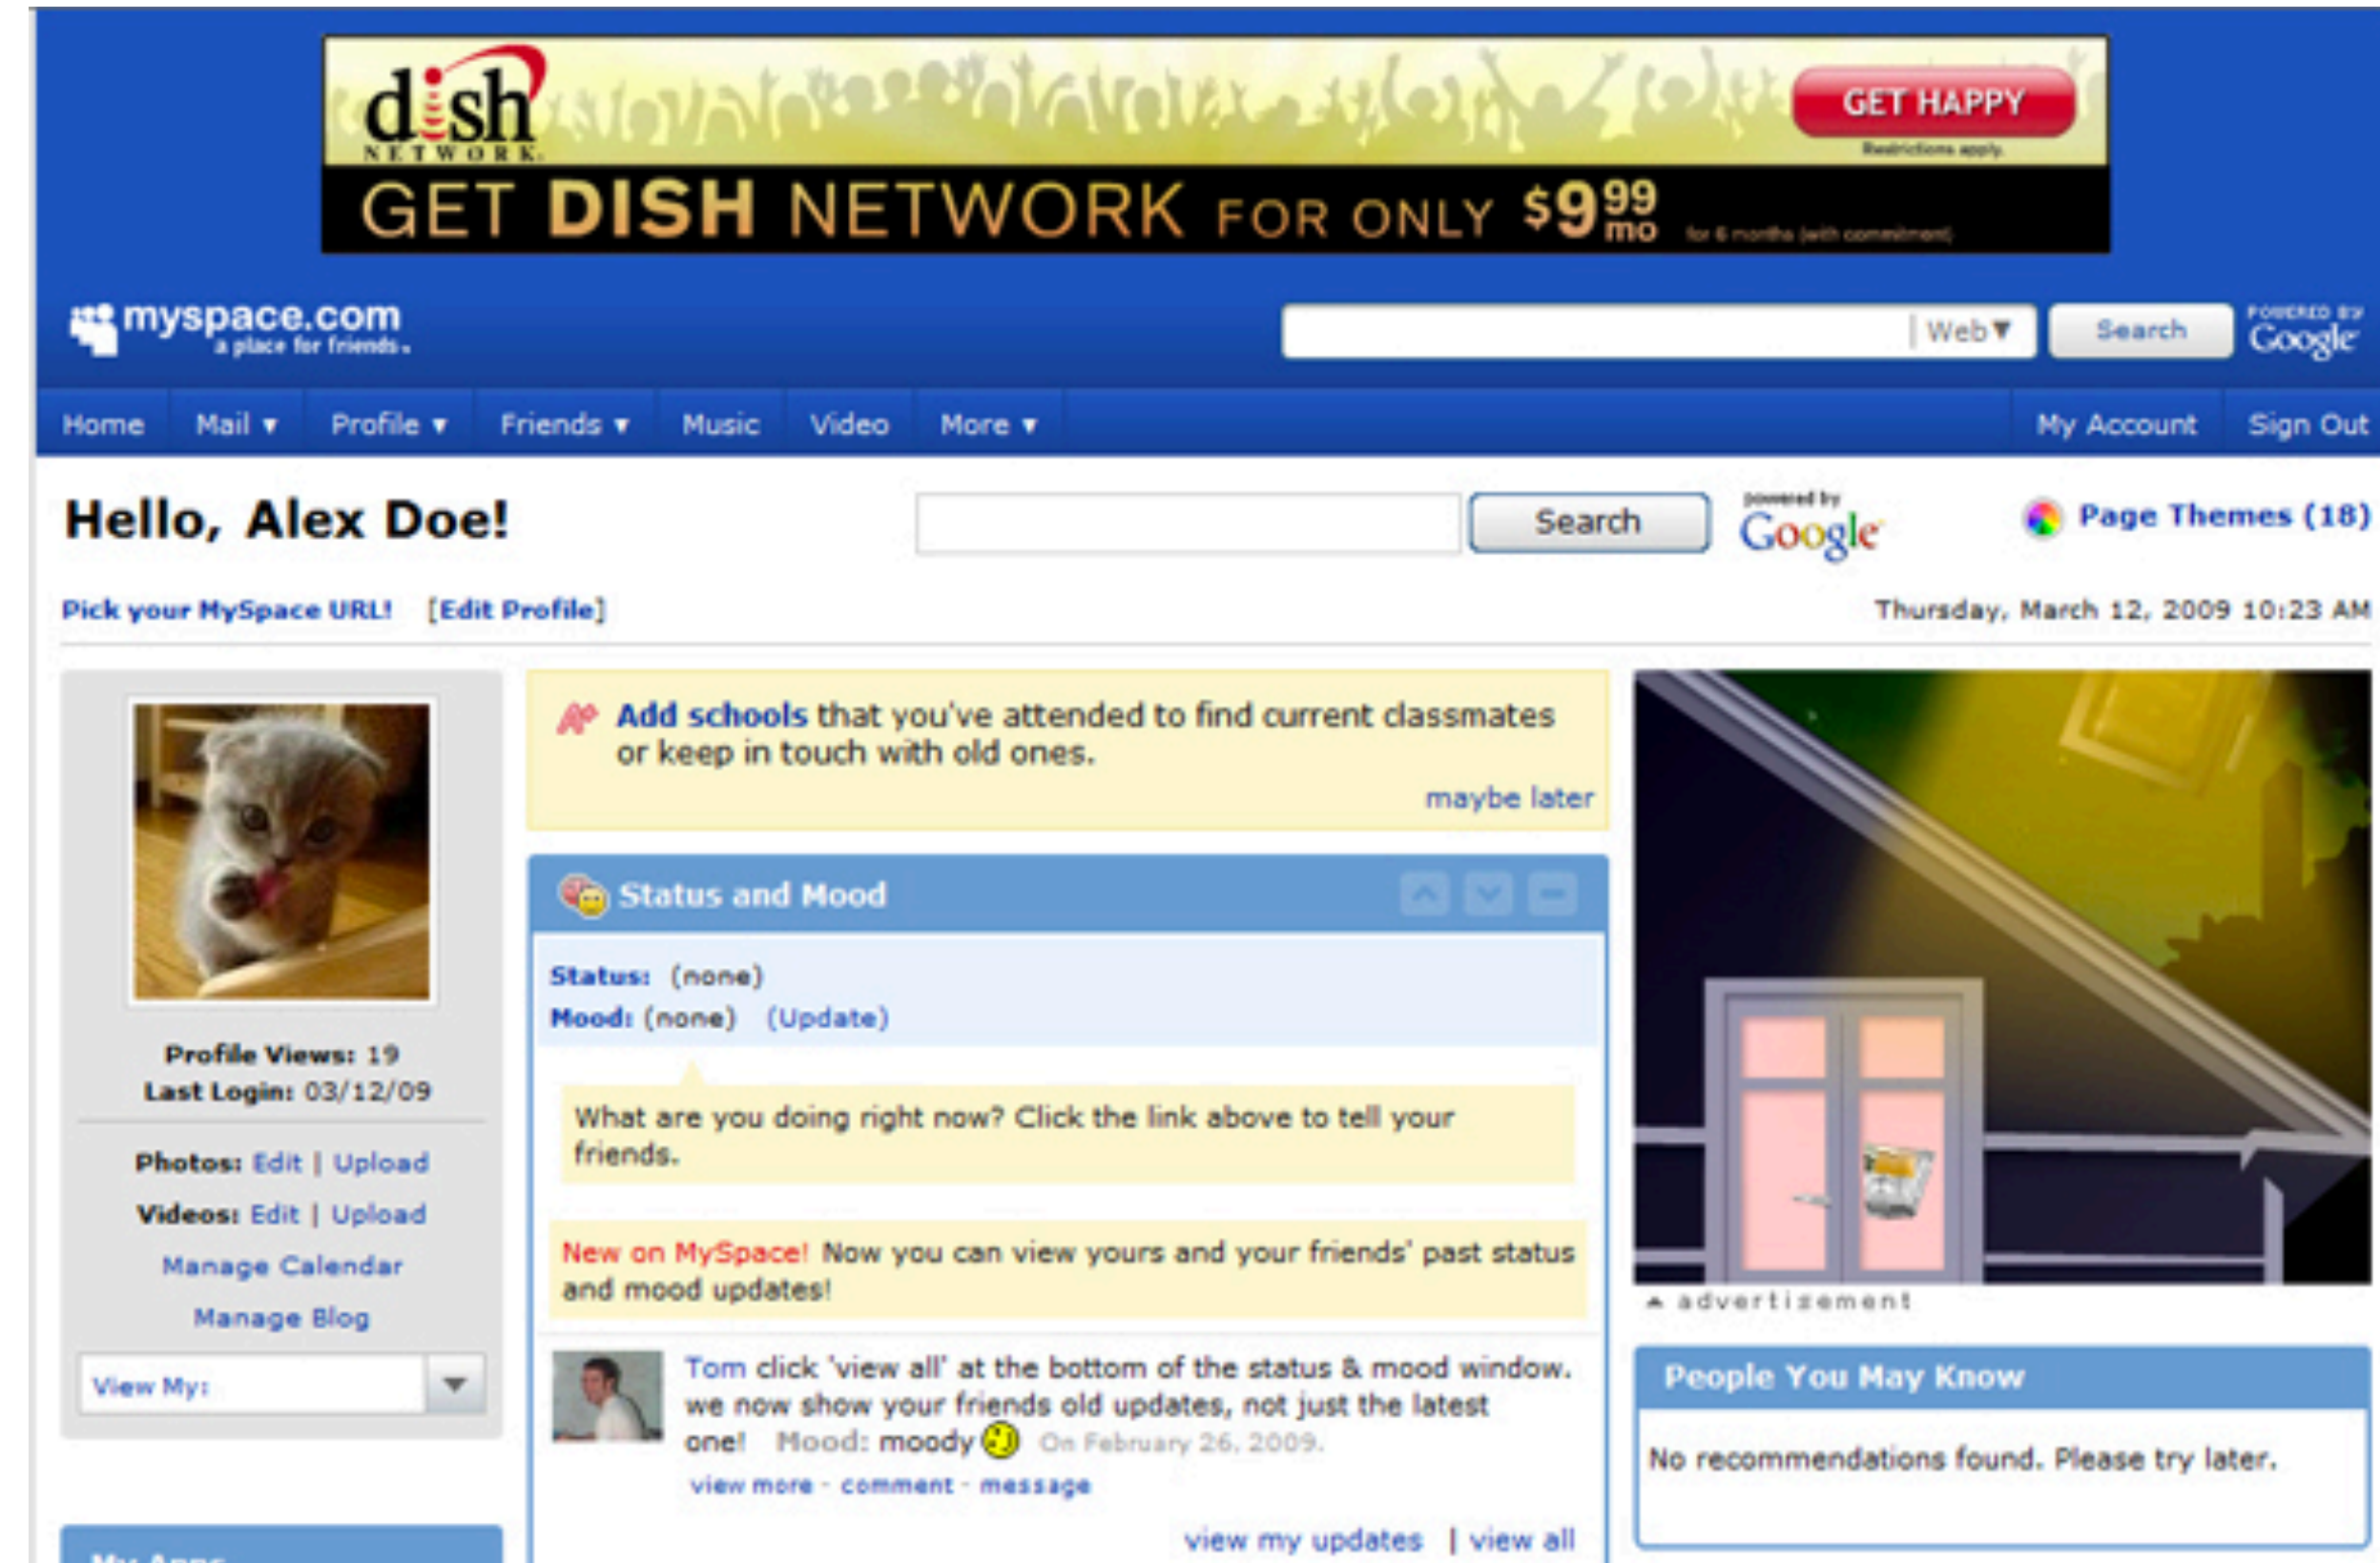 dish
NETWORK.
GET HAPPY
Restrictions apply.
GET DISH NETWORK FOR ONLY $9.99 mo for 6 months (with commitment)
myspace.com
a place for friends.
Web▼
Search
POWERED BY
Google
Home
Mail ▾
Profile ▾
Friends ▾
Music
Video
More ▾
My Account
Sign Out
Hello, Alex Doe!
Search
powered by
Google
Page Themes (18)
Pick your MySpace URL! [Edit Profile]
Thursday, March 12, 2009 10:23 AM
Profile Views: 19
Last Login: 03/12/09
Photos: Edit | Upload
Videos: Edit | Upload
Manage Calendar
Manage Blog
View My:
My Apps
A+
Add schools that you've attended to find current classmates
or keep in touch with old ones.
maybe later
Status and Mood
Status: (none)
Mood: (none) (Update)
What are you doing right now? Click the link above to tell your
friends.
New on MySpace! Now you can view yours and your friends' past status
and mood updates!
Tom click 'view all' at the bottom of the status & mood window.
we now show your friends old updates, not just the latest
one! Mood: moody On February 26, 2009.
view more - comment - message
view my updates | view all
advertisement
People You May Know
No recommendations found. Please try later.